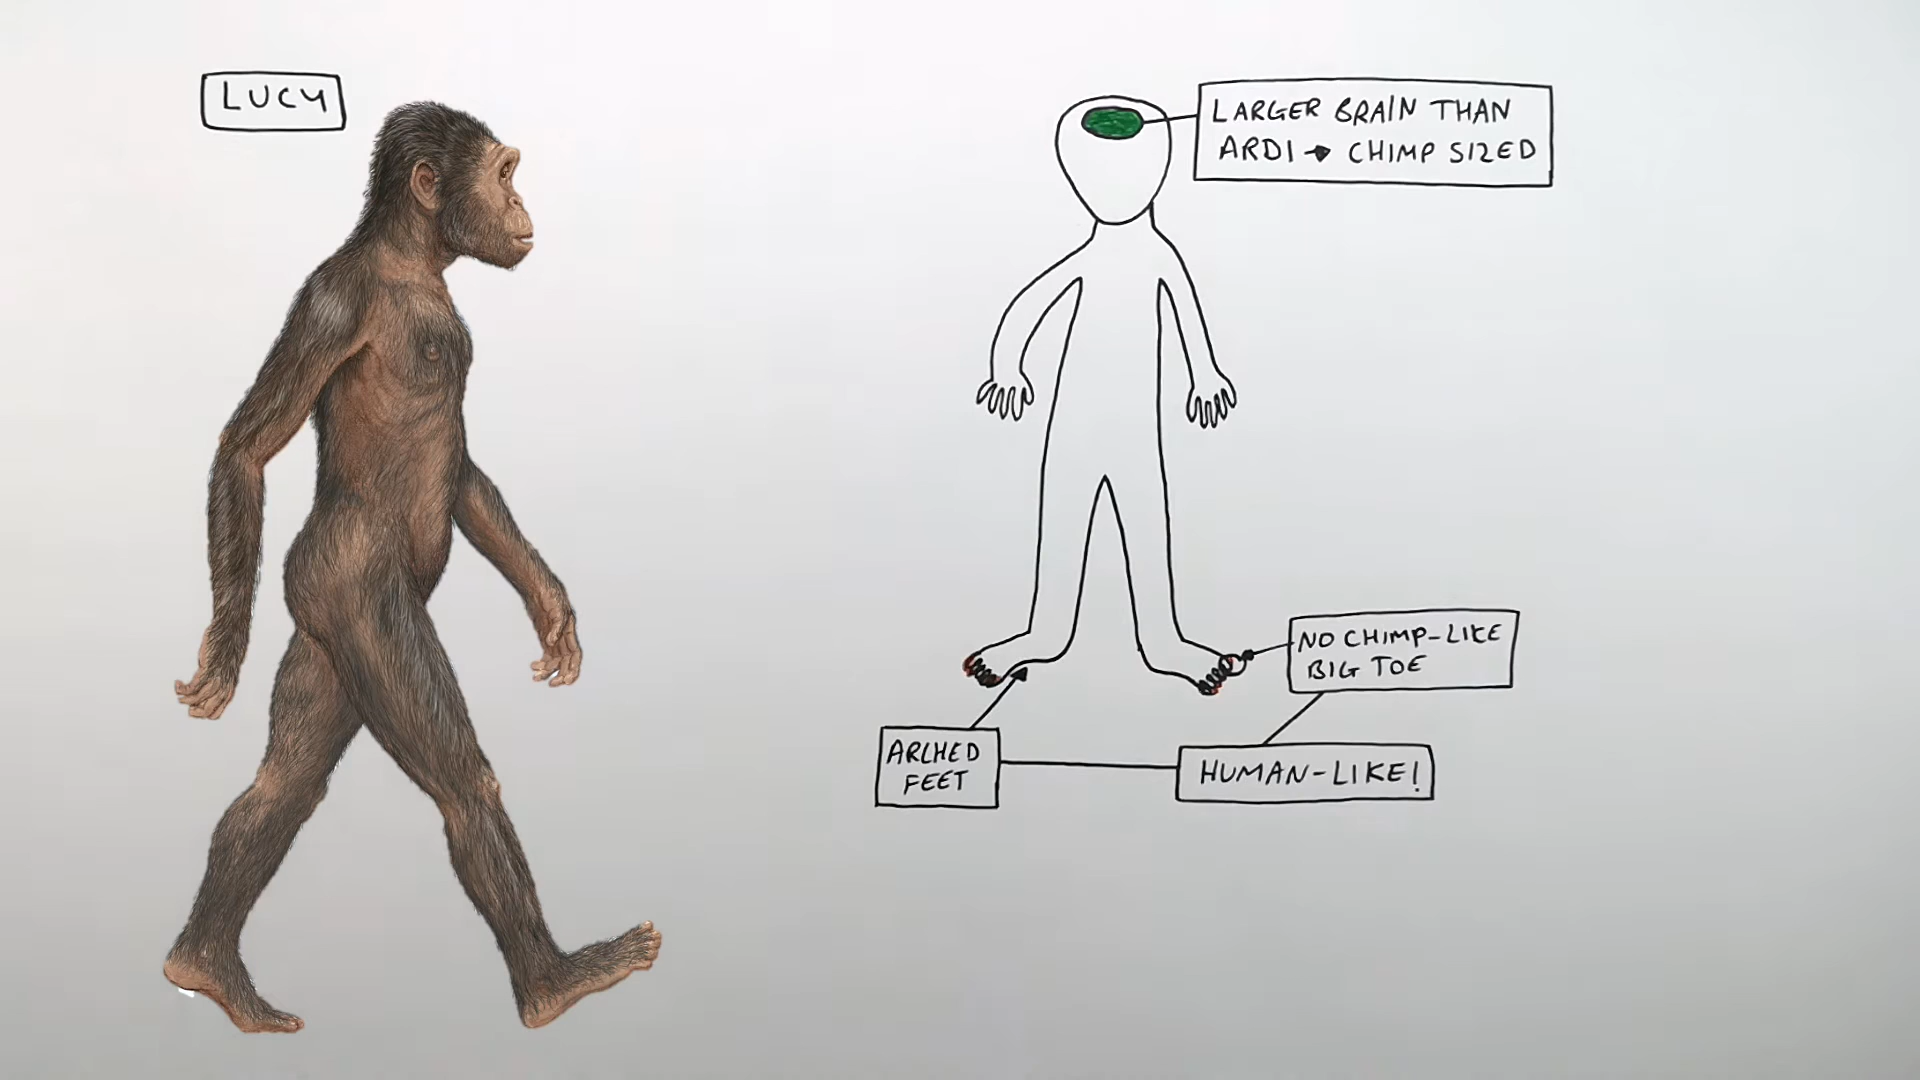 LUCY
LARGER BRAIN THAN
ARDI → CHIMP SIZED
NO CHIMP-LIKE
BIG TOE
ARCHED
FEET
HUMAN-LIKE!